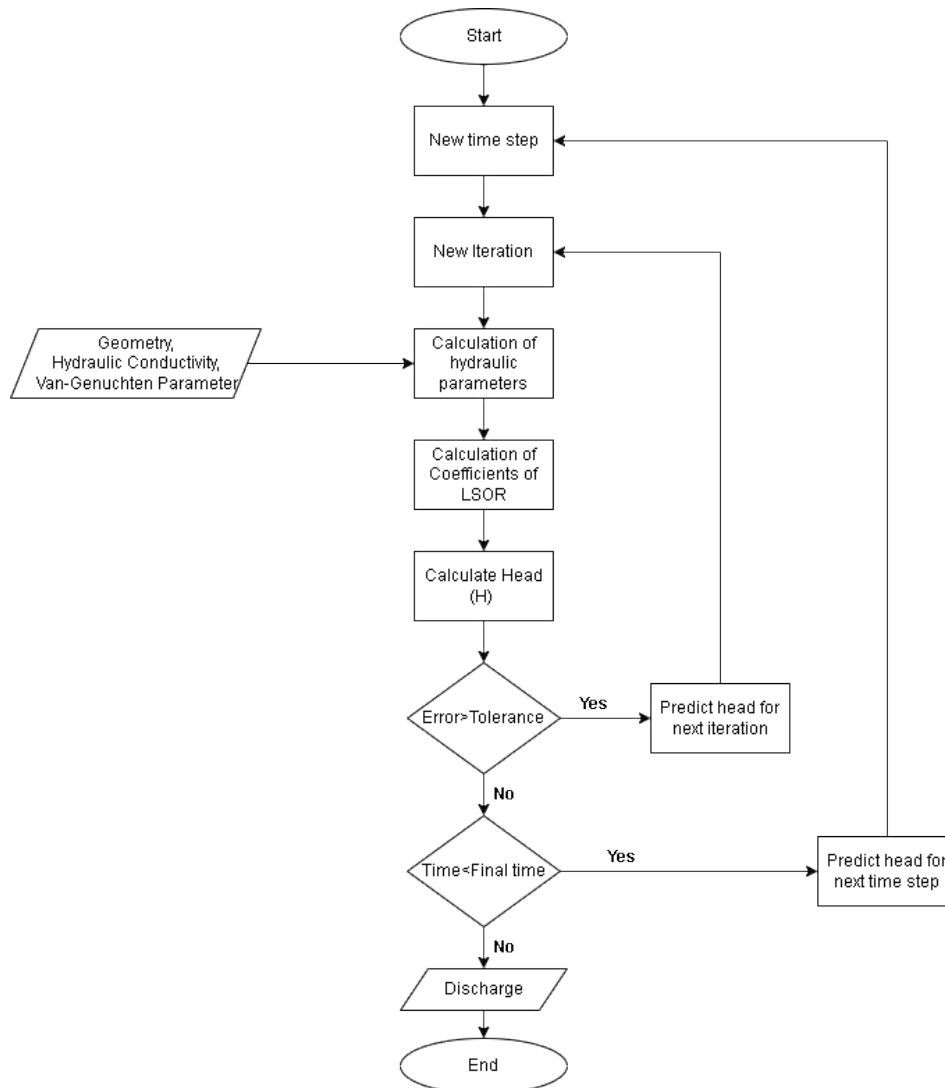 Start
New time step
New Iteration
Geometry,
Hydraulic Conductivity,
Van-Genuchten Parameter
Calculation of
hydraulic
parameters
Calculation of
Coefficients of
LSOR
Calculate Head
(H)
Error>Tolerance
Yes
Predict head for
next iteration
No
Time<Final time
Yes
Predict head for
next time step
No
Discharge
End